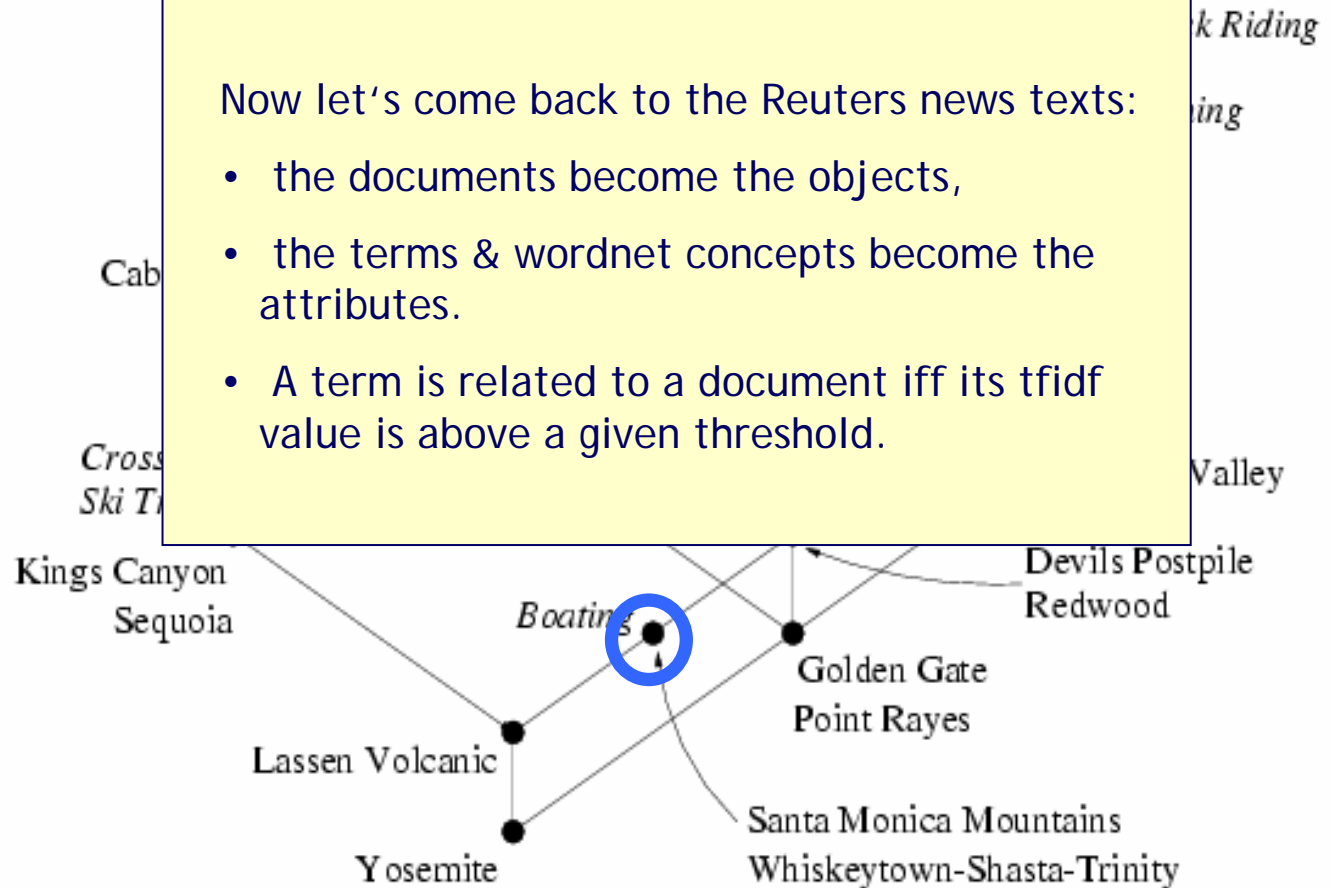 k Riding
Now let‘s come back to the Reuters news texts:
ing
• the documents become the objects,
• the terms & wordnet concepts become the
attributes.
Cab
• A term is related to a document iff its tfidf
value is above a given threshold.
Cross
Ski Tr
Valley
Kings Canyon
Sequoia
Devils Postpile
Redwood
Boating
Golden Gate
Point Rayes
Lassen Volcanic
Santa Monica Mountains
Whiskeytown-Shasta-Trinity
Yosemite